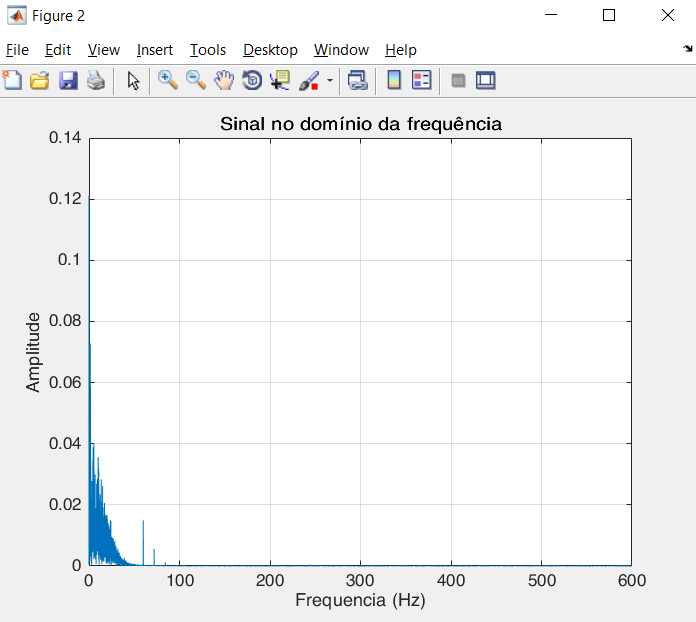 Figure 2
File Edit View Insert Tools Desktop Window Help
Sinal no domínio da frequência
0.14
0.12
0.1
0.08
0.06
0.04
0.02
0
Amplitude
0 100 200 300 400 500 600
Frequencia (Hz)